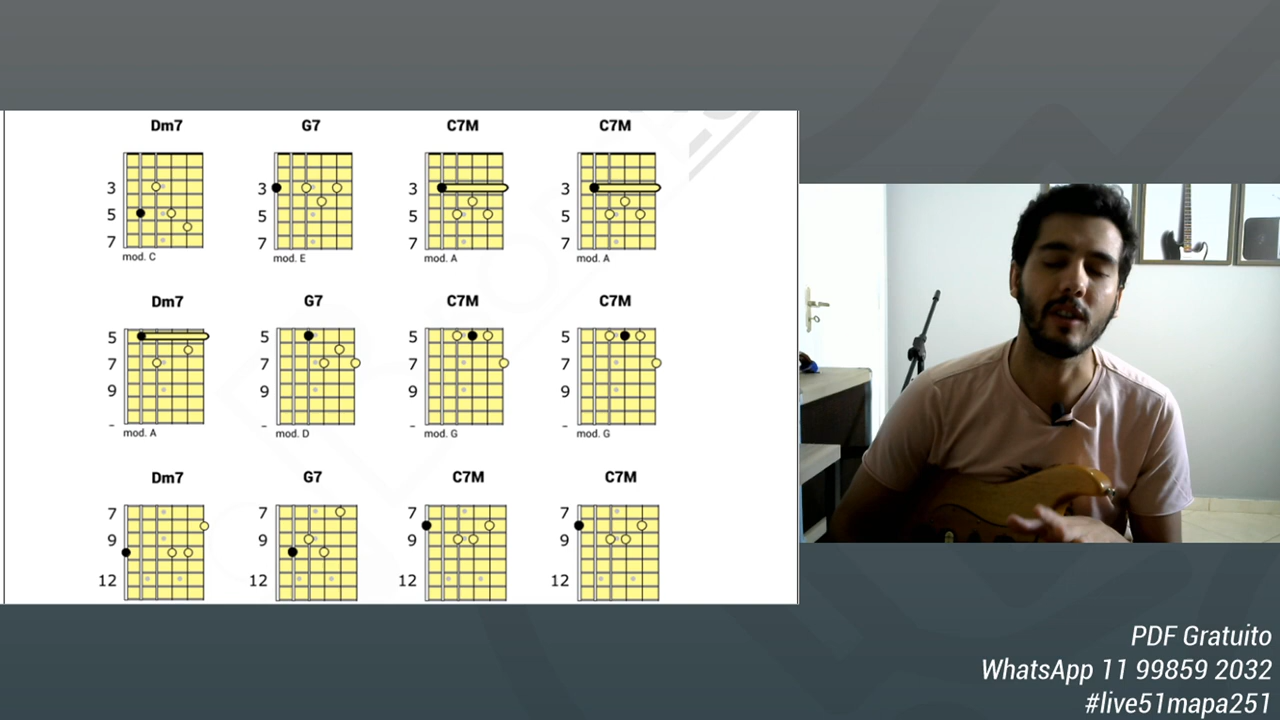 Dm7 G7 C7M C7M
3 3 3 3
5 5 5 5
7 7 7 7
mod. C mod. E mod. A mod. A
Dm7 G7 C7M C7M
5 5 5 5
7 7 7 7
9 9 9 9
mod. A mod. D mod. G mod. G
Dm7 G7 C7M C7M
7 7 7 7
9 9 9 9
12 12 12 12
PDF Gratuito
WhatsApp 11 99859 2032
#live51mapa251